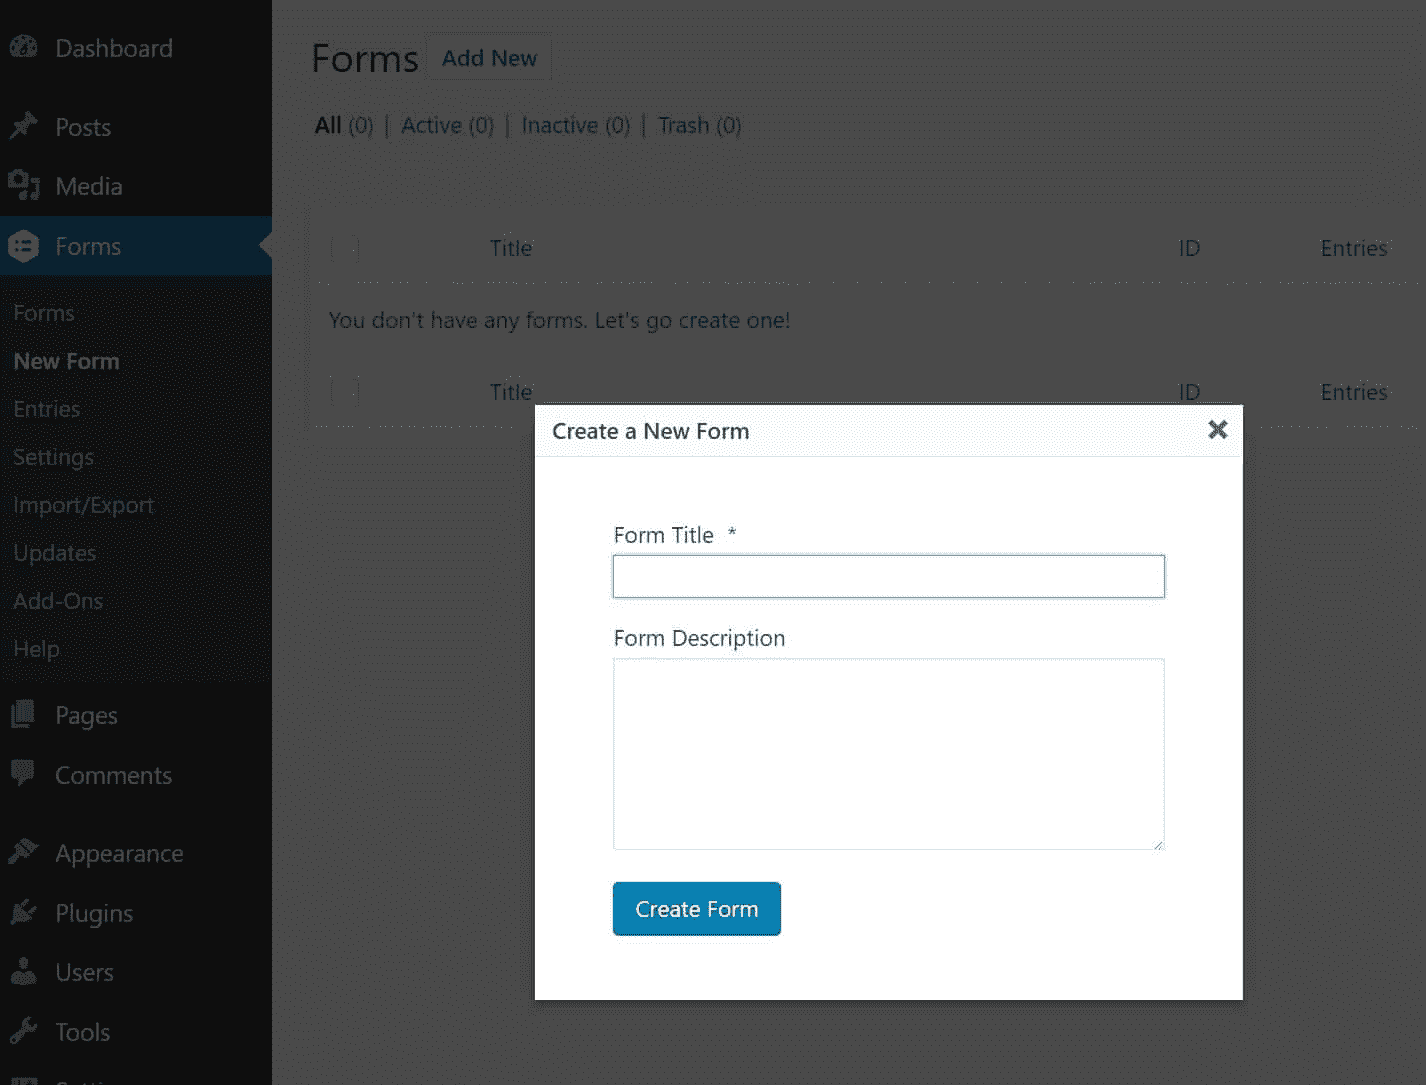 Dashboard
Posts
Media
Forms
Forms
New Form
Entries
Settings
Import/Export
Updates
Add-Ons
Help
Pages
Comments
Appearance
Plugins
Users
Tools
Forms Add New
All (0) | Active (0) | Inactive (0) | Trash (0)
Title ID Entries
You don't have any forms. Let's go create one!
Title ID Entries
Create a New Form
Form Title *
Form Description
Create Form